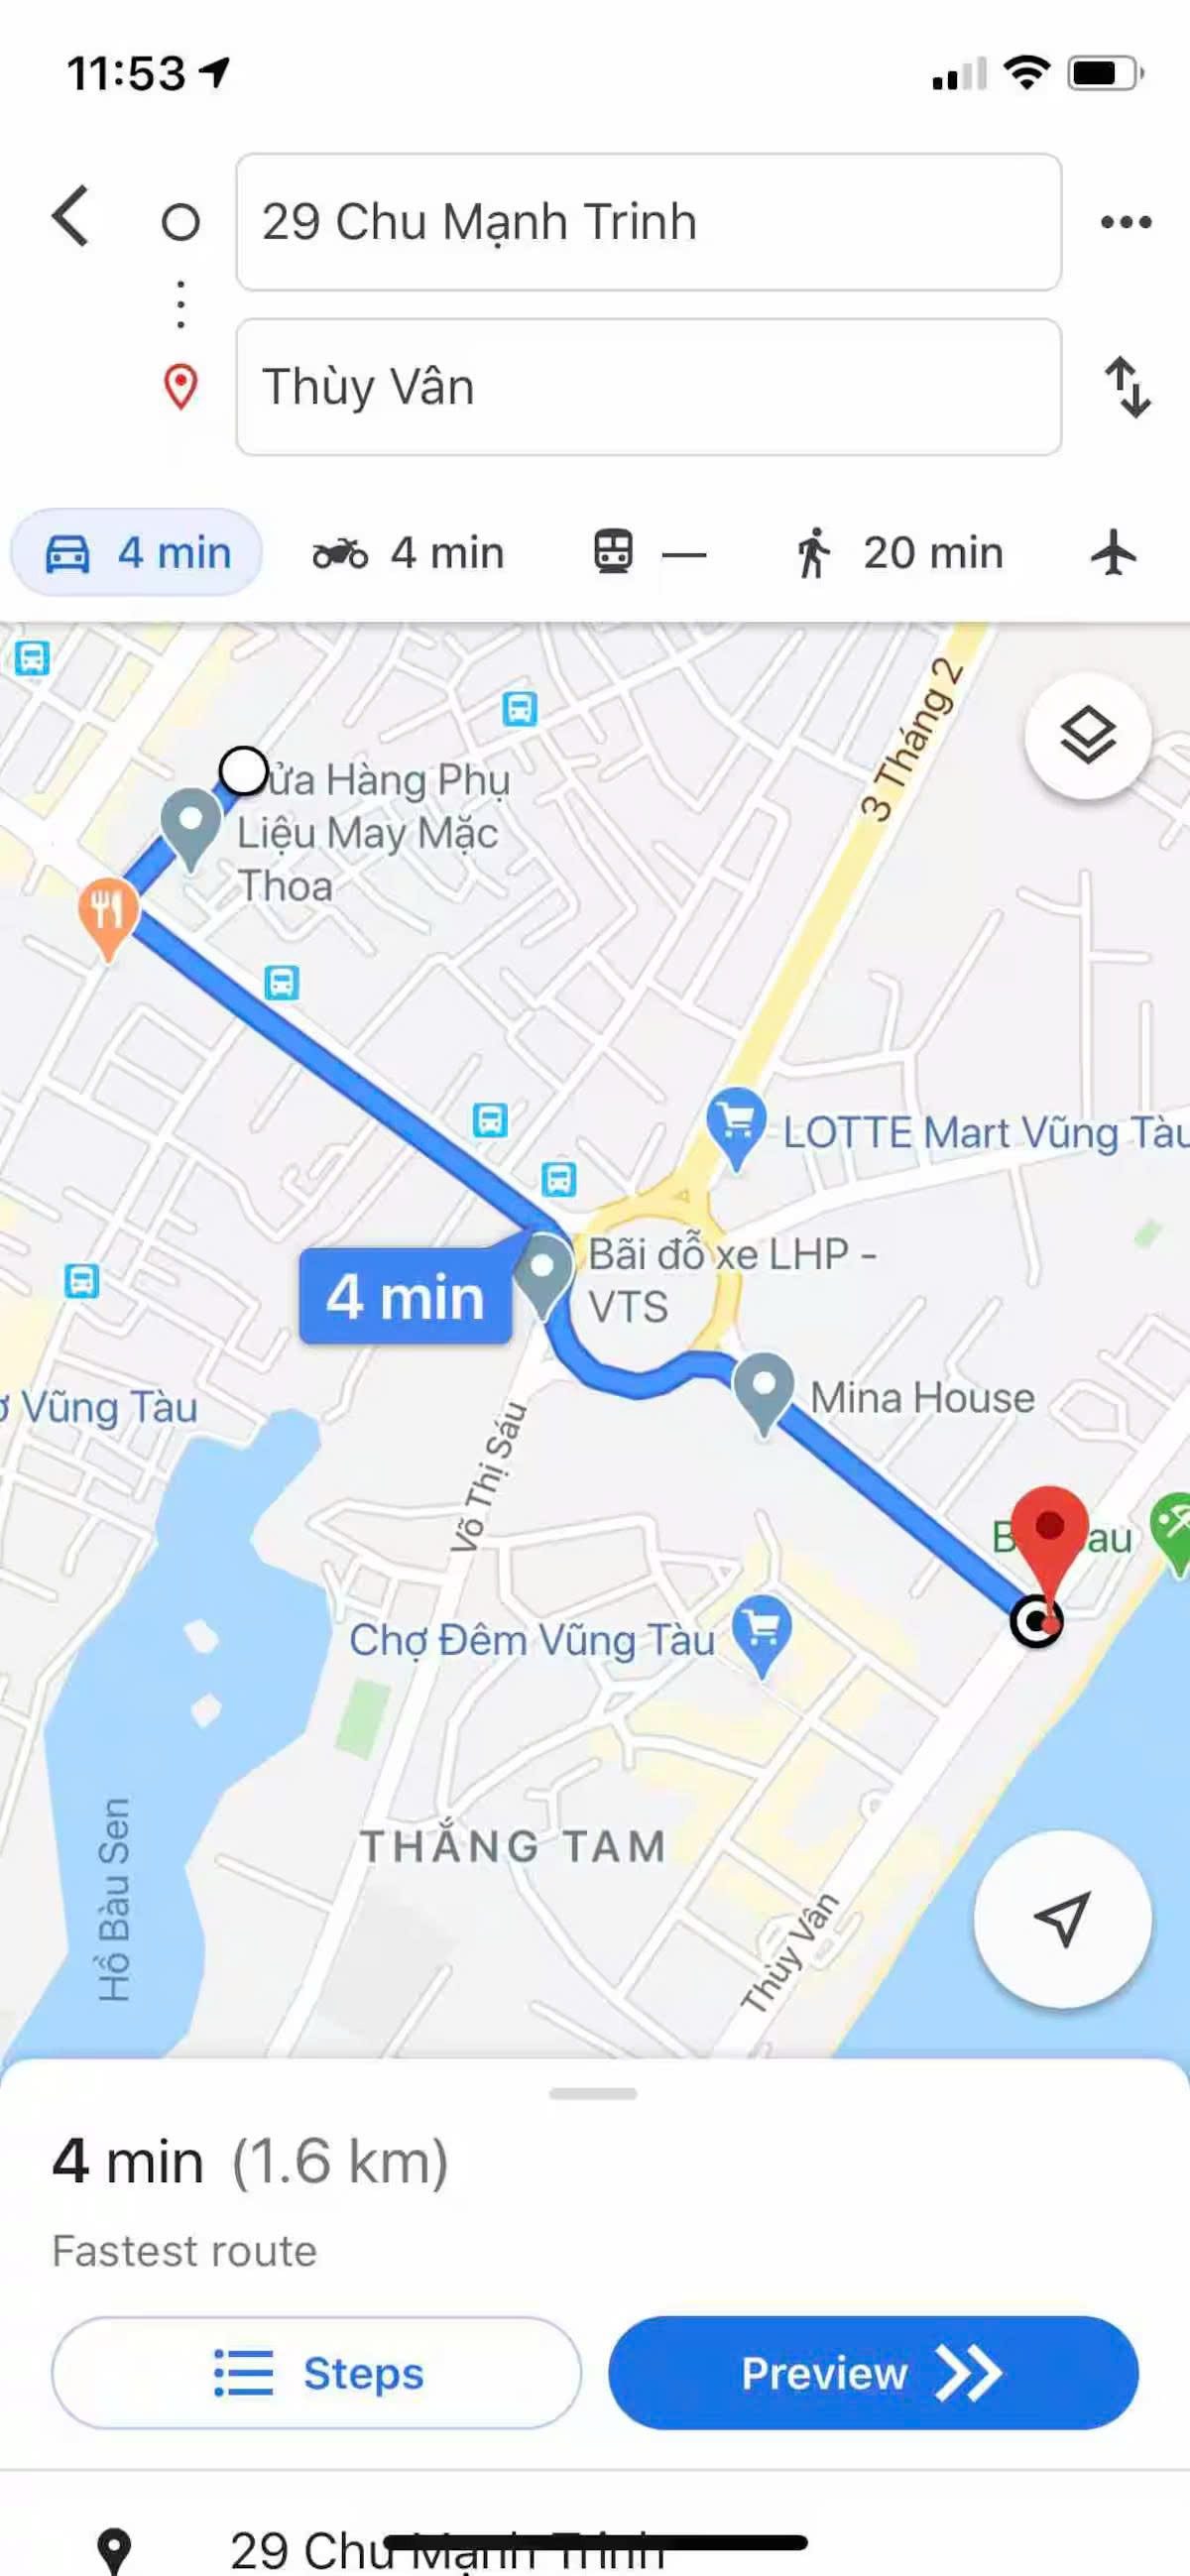 11:53
29 Chu Mạnh Trinh
Thùy Vân
4 min
4 min
—
20 min
3 Tháng 2
ửa Hàng Phụ
Liệu May Mặc
Thoa
LOTTE Mart Vũng Tàu
Bãi đỗ xe LHP -
VTS
4 min
Mina House
Vũng Tàu
Võ Thị Sáu
B au
Chợ Đêm Vũng Tàu
THẮNG TAM
Hồ Bàu Sen
Thùy Vân
4 min (1.6 km)
Fastest route
Steps
Preview
29 Chu Mạnh Trinh